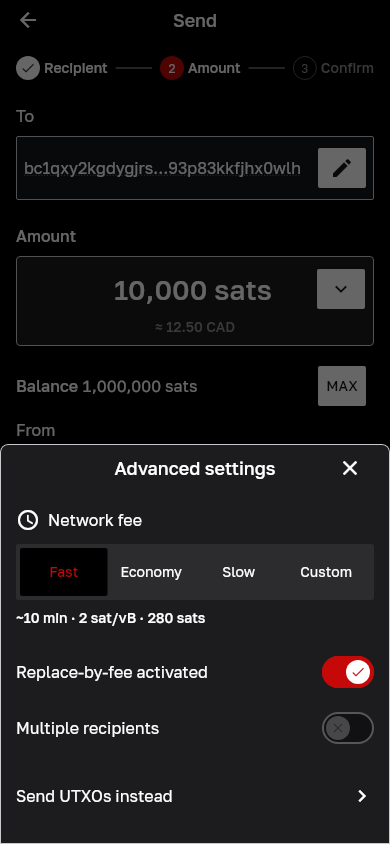 Send
Recipient
2 Amount
3 Confirm
To
bc1qxy2kgdygjrs...93p83kkfjhx0wlh
Amount
10,000 sats
≈ 12.50 CAD
Balance 1,000,000 sats
MAX
From
Advanced settings
Network fee
Fast
Economy
Slow
Custom
~10 min · 2 sat/vB · 280 sats
Replace-by-fee activated
Multiple recipients
Send UTXOs instead